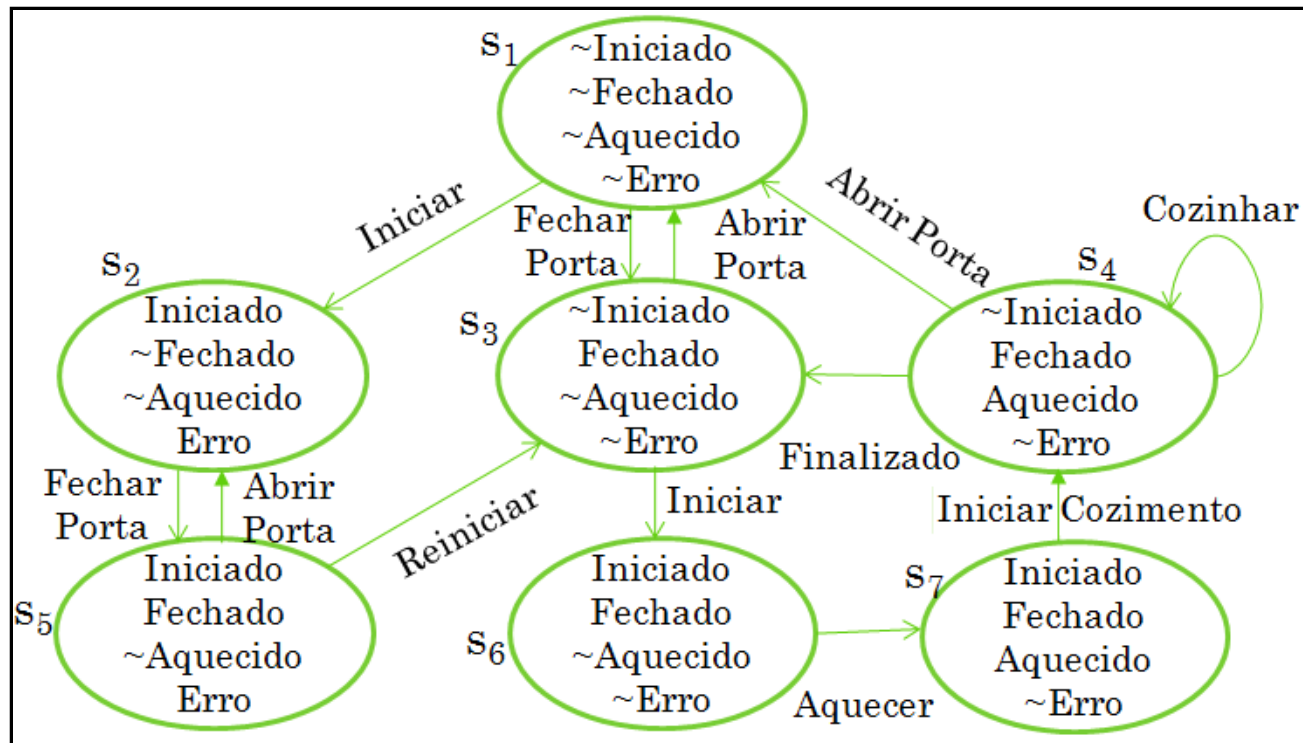 s1
~Iniciado
~Fechado
~Aquecido
~Erro
Iniciar
Fechar
Porta
Abrir
Porta
Abrir Porta
Cozinhar
s2
Iniciado
~Fechado
~Aquecido
Erro
s3
~Iniciado
Fechado
~Aquecido
~Erro
s4
~Iniciado
Fechado
Aquecido
~Erro
Fechar
Porta
Abrir
Porta
Reiniciar
Iniciar
Finalizado
Iniciar Cozimento
s5
Iniciado
Fechado
~Aquecido
Erro
s6
Iniciado
Fechado
~Aquecido
~Erro
Aquecer
s7
Iniciado
Fechado
Aquecido
~Erro